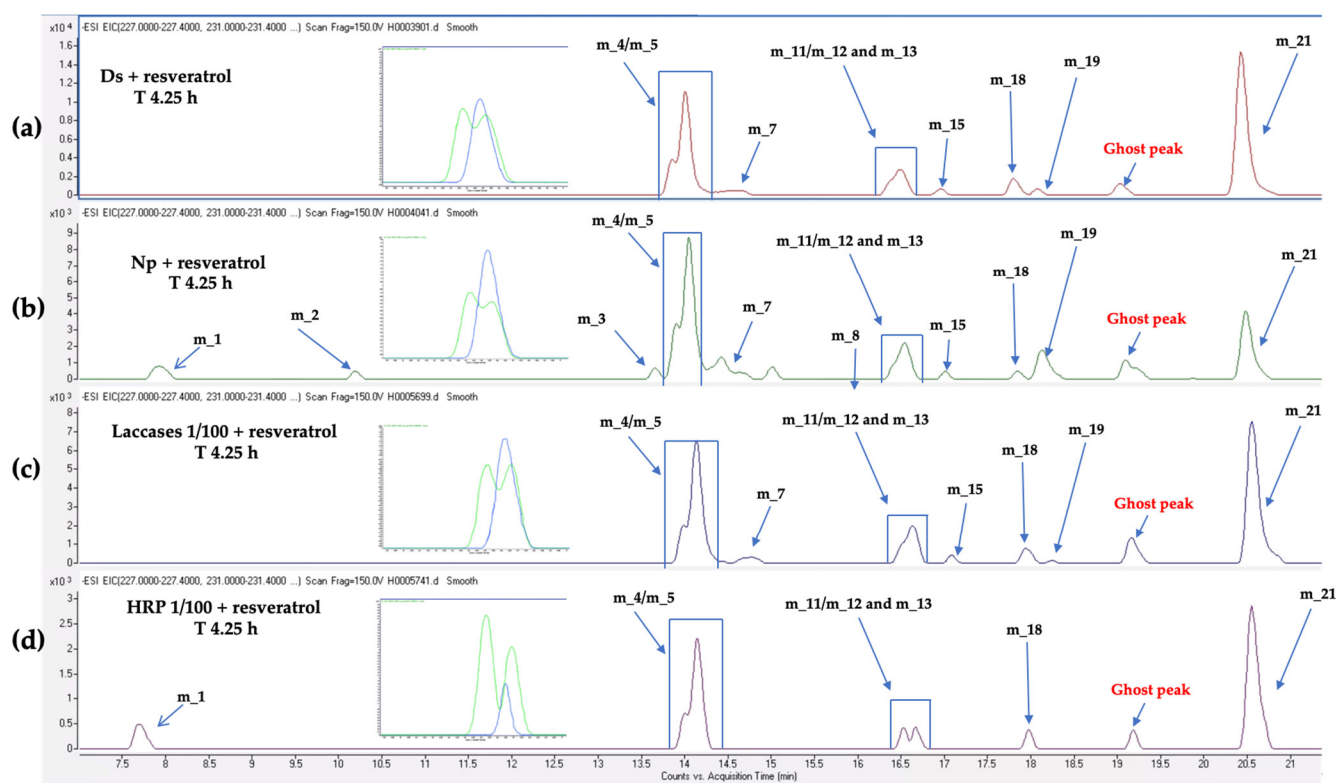 x10 4 -ESI EIC(227.0000-227.4000, 231.0000-231.4000 ...) Scan Frag=150.0V H0003901.d Smooth
1.6
1.4
1.2
1
0.8
0.6
0.4
0.2
0
(a)
Ds + resveratrol
T 4.25 h
m_4/m_5
m_7
m_11/m_12 and m_13
m_15
m_18
m_19
Ghost peak
m_21
x10 3 -ESI EIC(227.0000-227.4000, 231.0000-231.4000 ...) Scan Frag=150.0V H0004041.d Smooth
9
8
7
6
5
4
3
2
1
0
(b)
Np + resveratrol
T 4.25 h
m_1
m_2
m_3
m_4/m_5
m_7
m_8
m_11/m_12 and m_13
m_15
m_18
m_19
Ghost peak
m_21
x10 3 -ESI EIC(227.0000-227.4000, 231.0000-231.4000 ...) Scan Frag=150.0V H0005699.d Smooth
8
7
6
5
4
3
2
1
0
(c)
Laccases 1/100 + resveratrol
T 4.25 h
m_4/m_5
m_7
m_11/m_12 and m_13
m_15
m_18
m_19
Ghost peak
m_21
x10 3 -ESI EIC(227.0000-227.4000, 231.0000-231.4000 ...) Scan Frag=150.0V H0005741.d Smooth
3
2.5
2
1.5
1
0.5
0
(d)
HRP 1/100 + resveratrol
T 4.25 h
m_1
m_4/m_5
m_11/m_12 and m_13
m_18
Ghost peak
m_21
7.5 8 8.5 9 9.5 10 10.5 11 11.5 12 12.5 13 13.5 14 14.5 15 15.5 16 16.5 17 17.5 18 18.5 19 19.5 20 20.5 21
Counts vs. Acquisition Time (min)